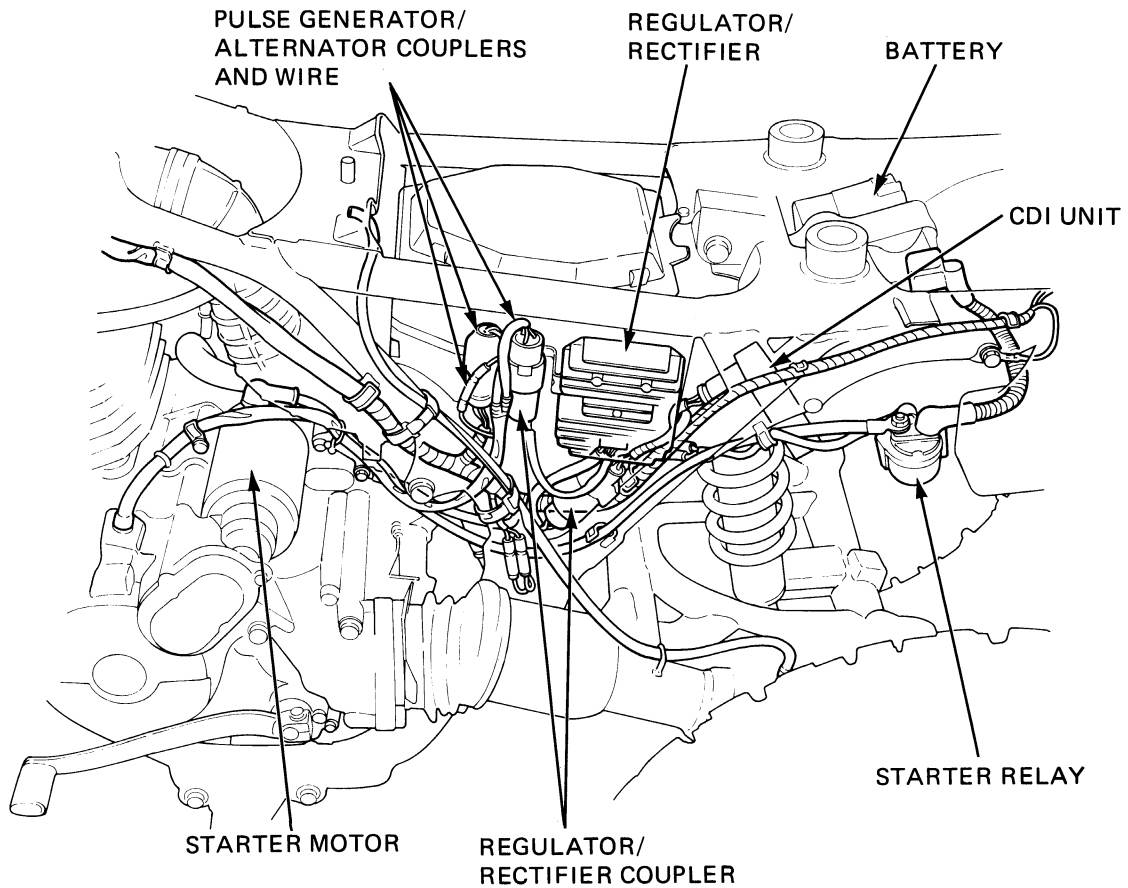 PULSE GENERATOR/
ALTERNATOR COUPLERS
AND WIRE
REGULATOR/
RECTIFIER
BATTERY
CDI UNIT
STARTER RELAY
STARTER MOTOR
REGULATOR/
RECTIFIER COUPLER